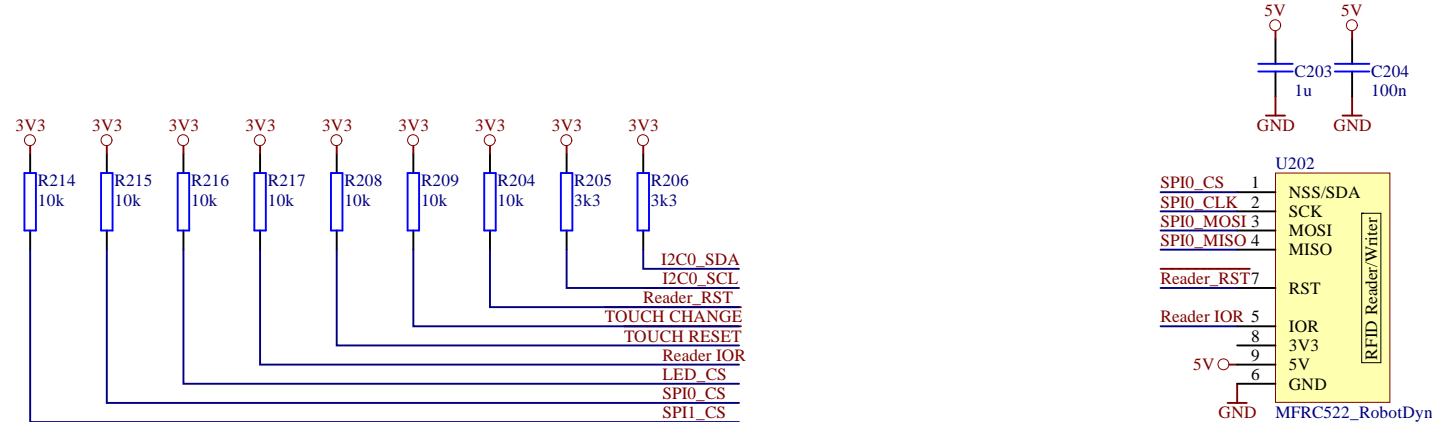 5V 5V
C203 C204
1u 100n
GND GND
3V3 3V3 3V3 3V3 3V3 3V3 3V3 3V3 3V3
R214 R215 R216 R217 R208 R209 R204 R205 R206
10k 10k 10k 10k 10k 10k 10k 3k3 3k3
I2C0_SDA
I2C0_SCL
Reader_RST
TOUCH CHANGE
TOUCH RESET
Reader IOR
LED_CS
SPI0_CS
SPI1_CS
U202
SPI0_CS 1 NSS/SDA
SPI0_CLK 2 SCK
SPI0_MOSI 3 MOSI
SPI0_MISO 4 MISO
Reader_RST 7 RST
Reader IOR 5 IOR
8 3V3
5V 9 5V
6 GND
GND
RFID Reader/Writer
MFRC522_RobotDyn